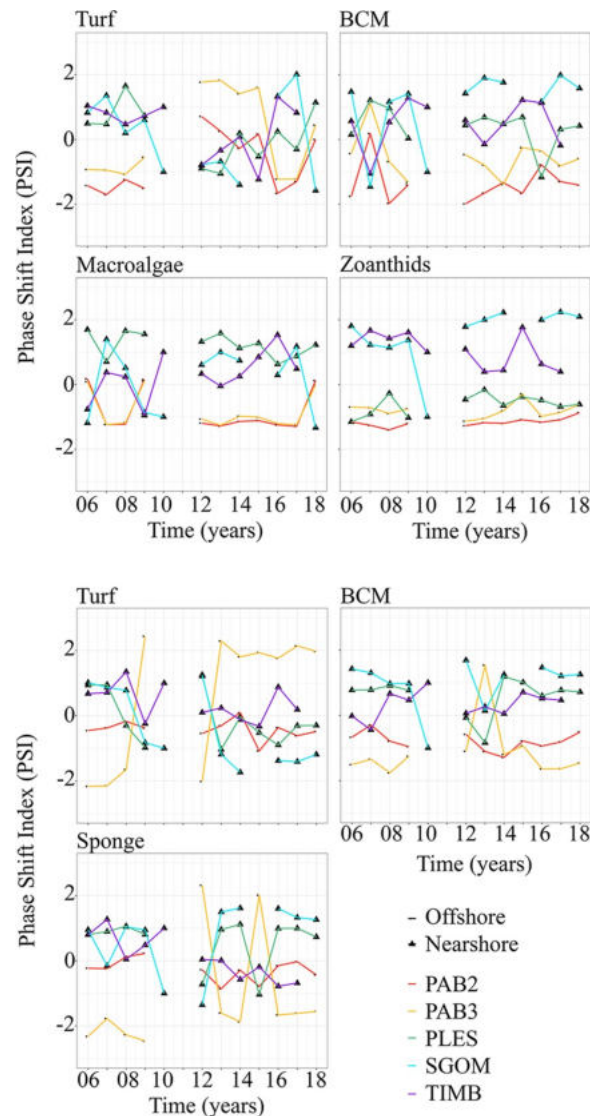 Turf
BCM
2
0
-2
Macroalgae
Zoanthids
2
0
-2
Phase Shift Index (PSI)
06 08 10 12 14 16 18
06 08 10 12 14 16 18
Time (years)
Time (years)
Turf
BCM
2
0
-2
06 08 10 12 14 16 18
Time (years)
Sponge
2
0
-2
Phase Shift Index (PSI)
06 08 10 12 14 16 18
Time (years)
Offshore
Nearshore
PAB2
PAB3
PLES
SGOM
TIMB